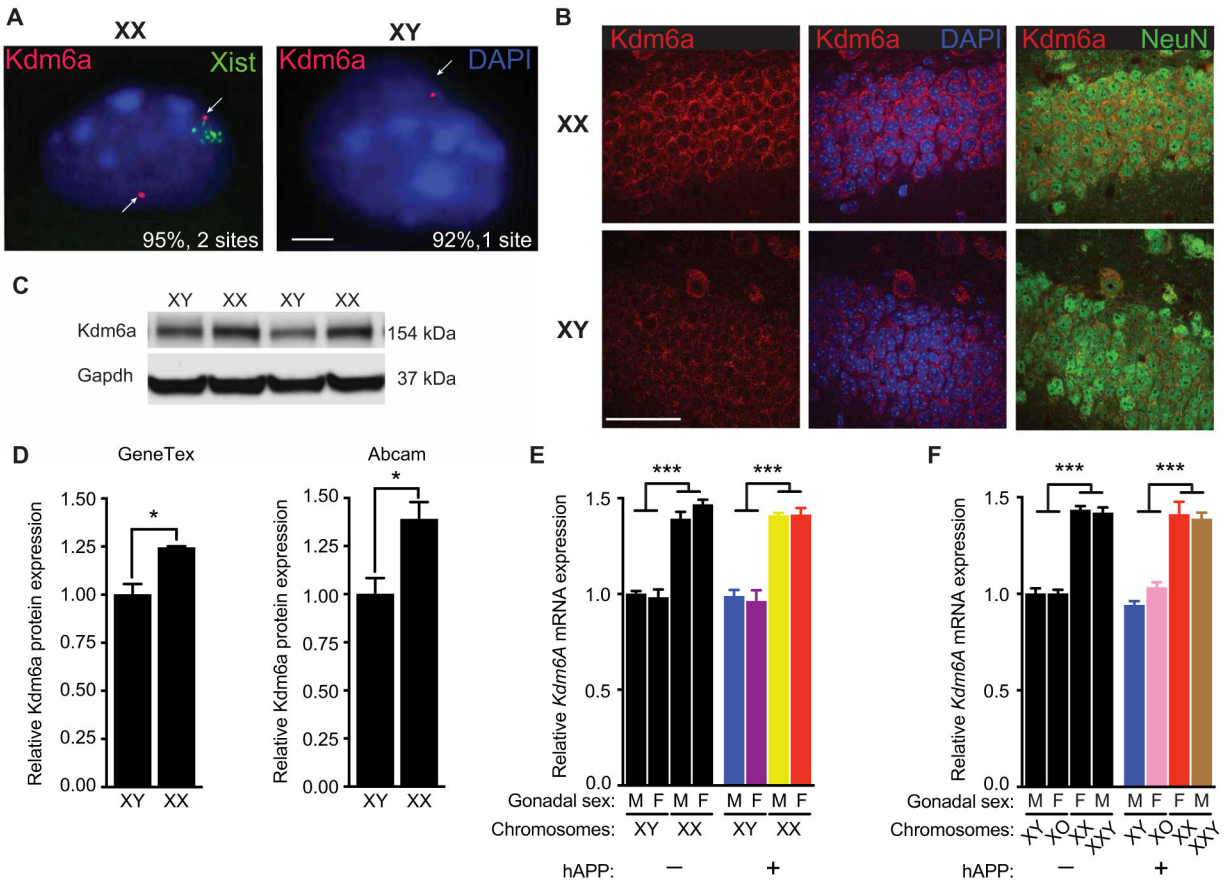 A
XX
XY
Kdm6a
Xist
Kdm6a
DAPI
95%, 2 sites
92%,1 site
B
Kdm6a
Kdm6a
DAPI
Kdm6a
NeuN
XX
XY
C
XY XX XY XX
Kdm6a
154 kDa
Gapdh
37 kDa
D
GeneTex
Relative Kdm6a protein expression
1.50
1.25
1.00
0.75
0.50
0.25
0.00
*
XY XX
Abcam
Relative Kdm6a protein expression
1.50
1.25
1.00
0.75
0.50
1.25
0.00
*
XY XX
E
Relative Kdm6A mRNA expression
1.5
1.0
0.5
0.0
*** ***
Gonadal sex: M F M F M F M F
Chromosomes: XY XX XY XX
hAPP: – +
F
Relative Kdm6A mRNA expression
1.5
1.0
0.5
0.0
*** ***
Gonadal sex: M F F M M F F M
Chromosomes: XY XO XX XXY XY XO XX XXY
hAPP: – +